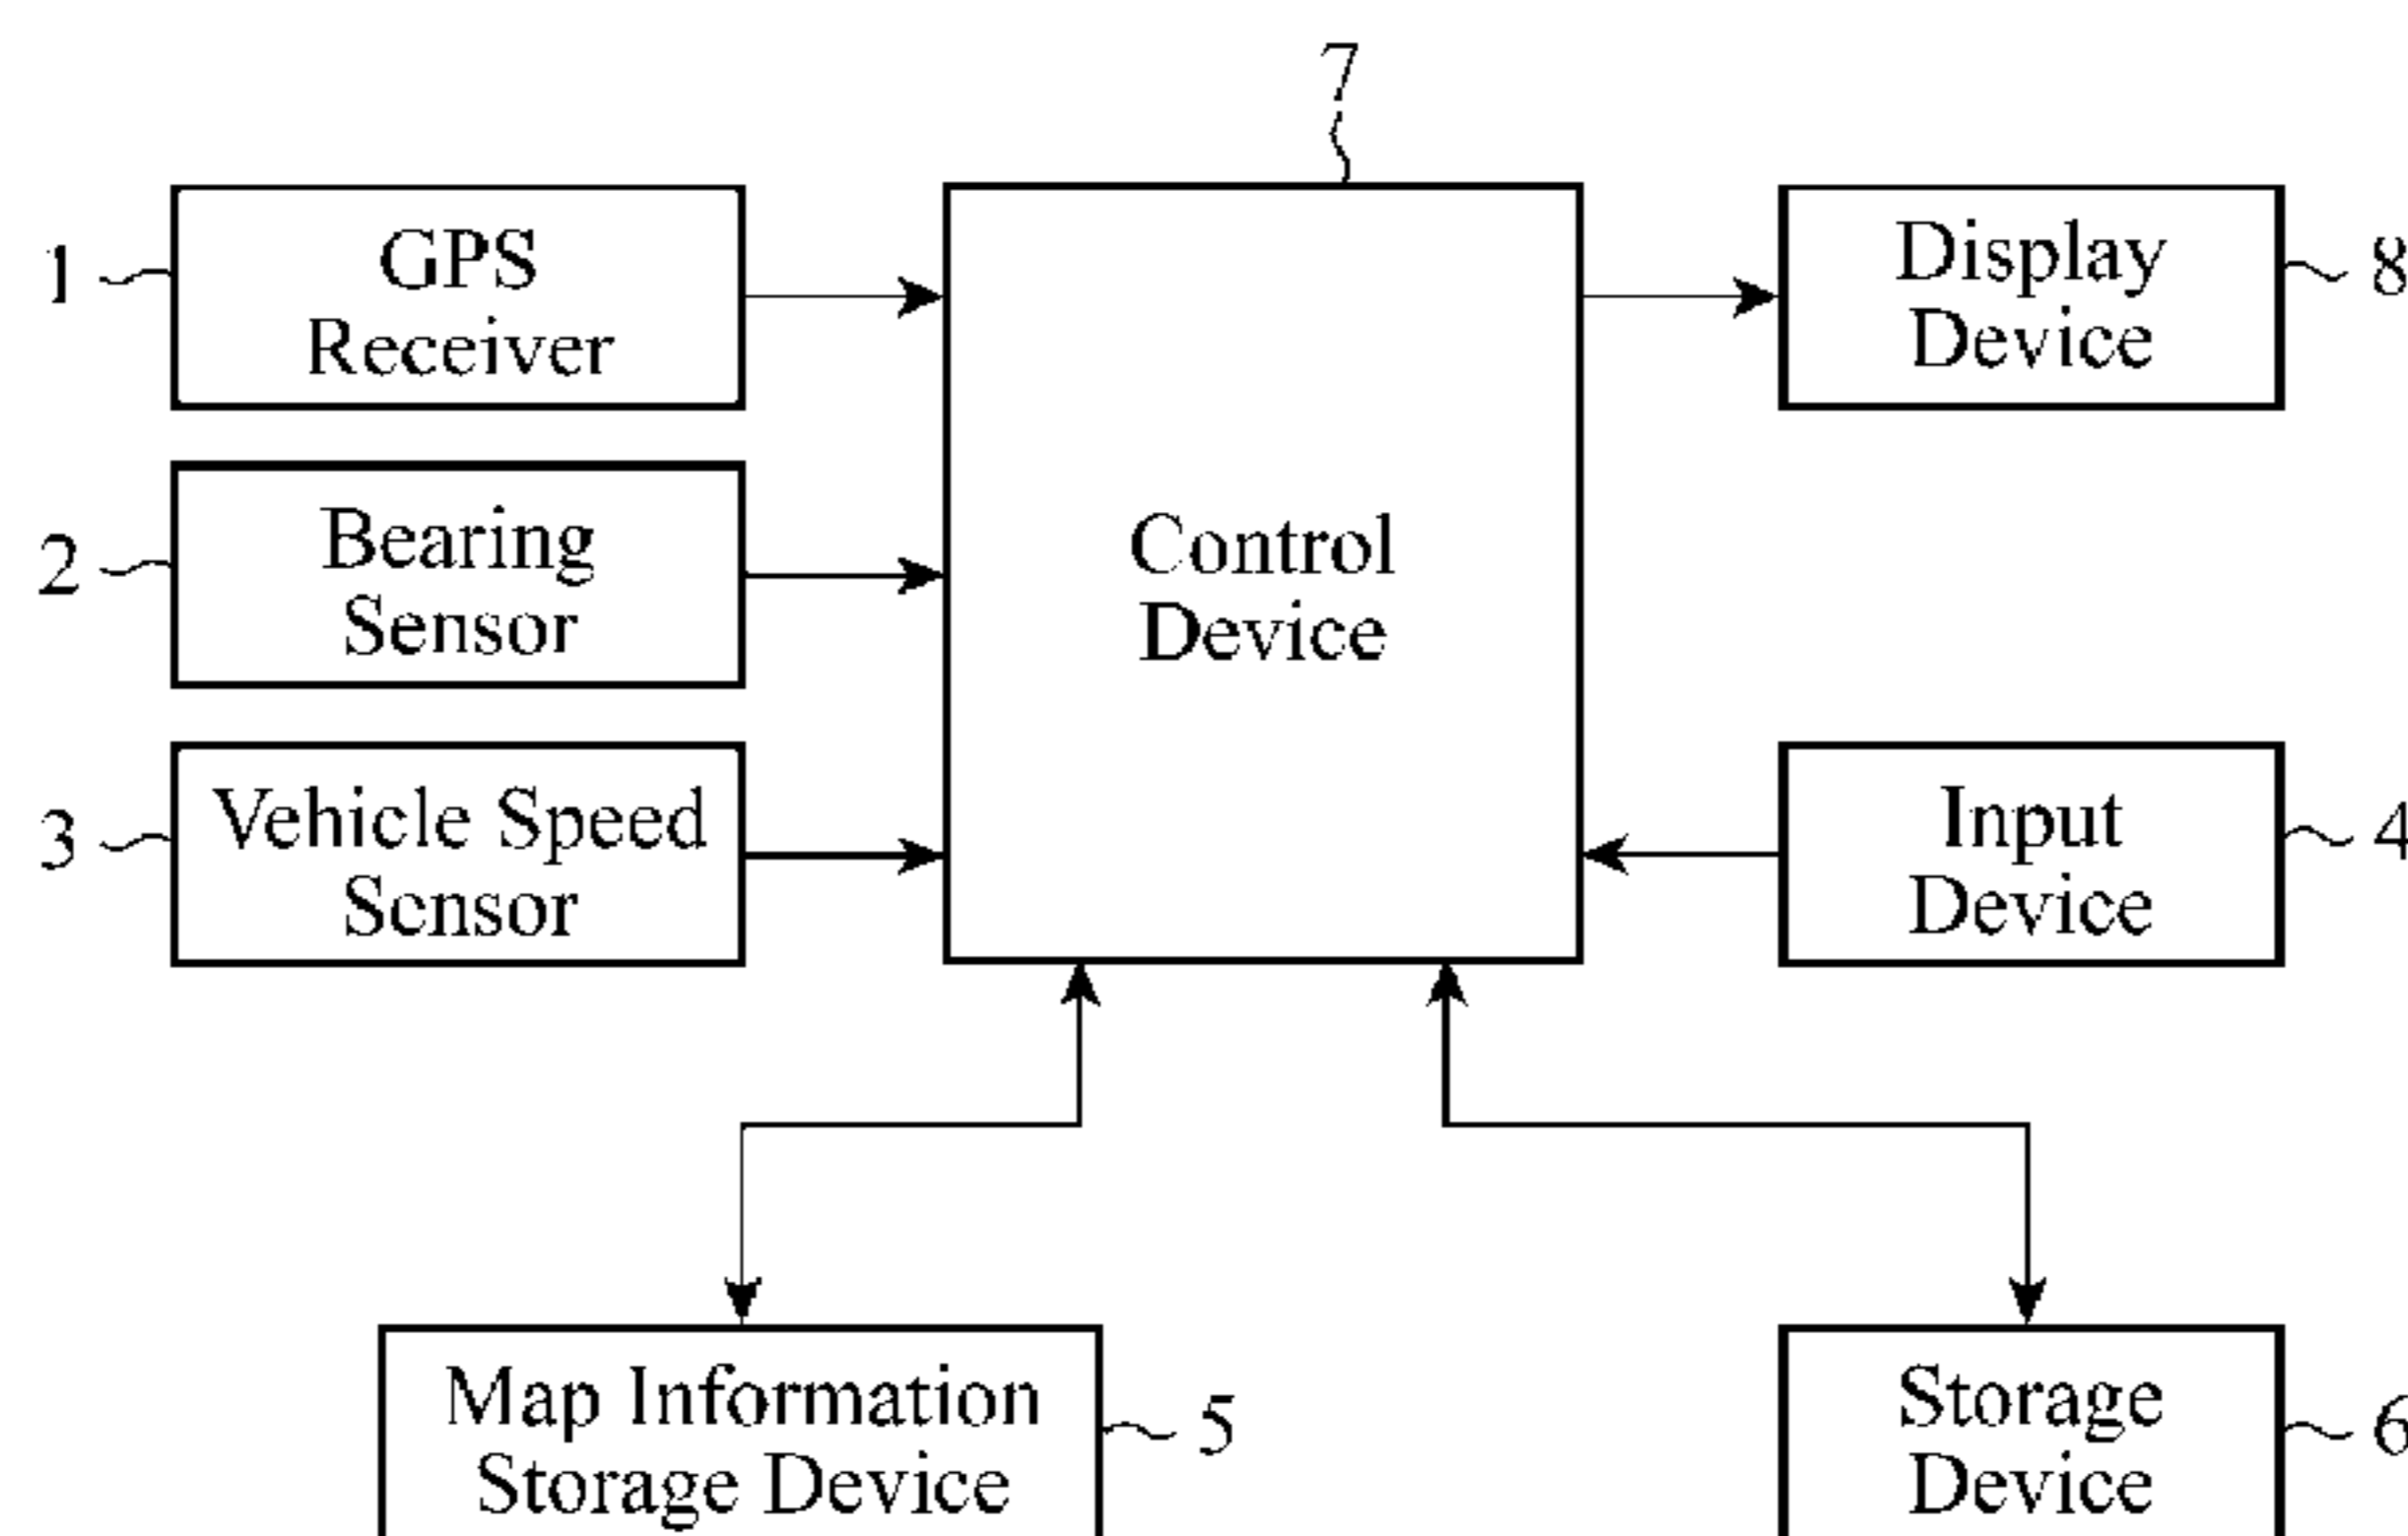 7
1
GPS
Receiver
Display
Device
8
2
Bearing
Sensor
Control
Device
3
Vehicle Speed
Sensor
Input
Device
4
Map Information
Storage Device
5
Storage
Device
6